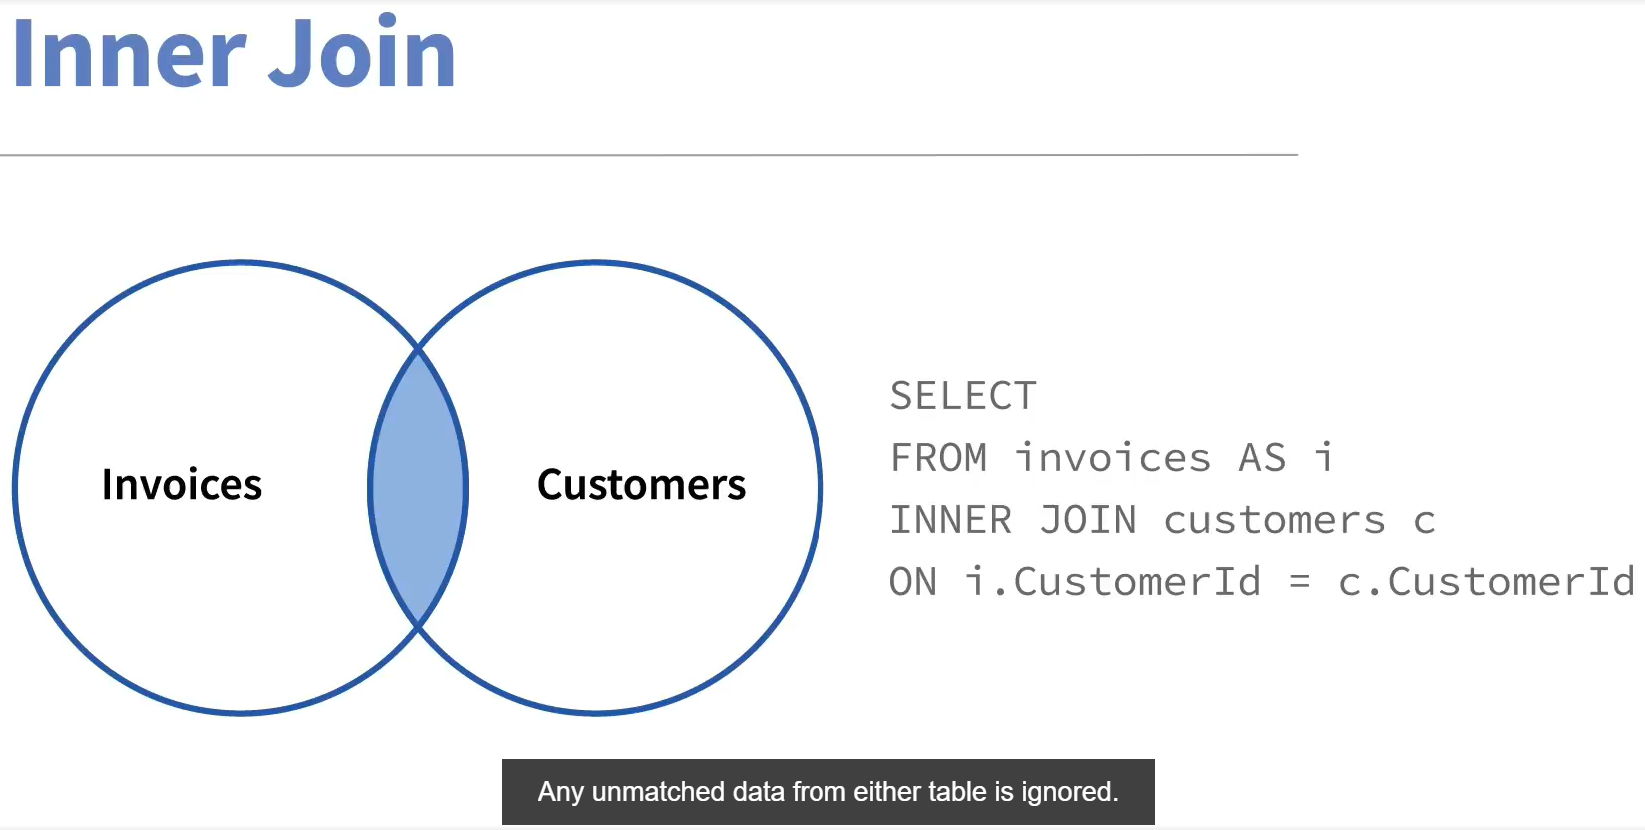 Inner Join
Invoices
Customers
SELECT
FROM invoices AS i
INNER JOIN customers c
ON i.CustomerId = c.CustomerId
Any unmatched data from either table is ignored.